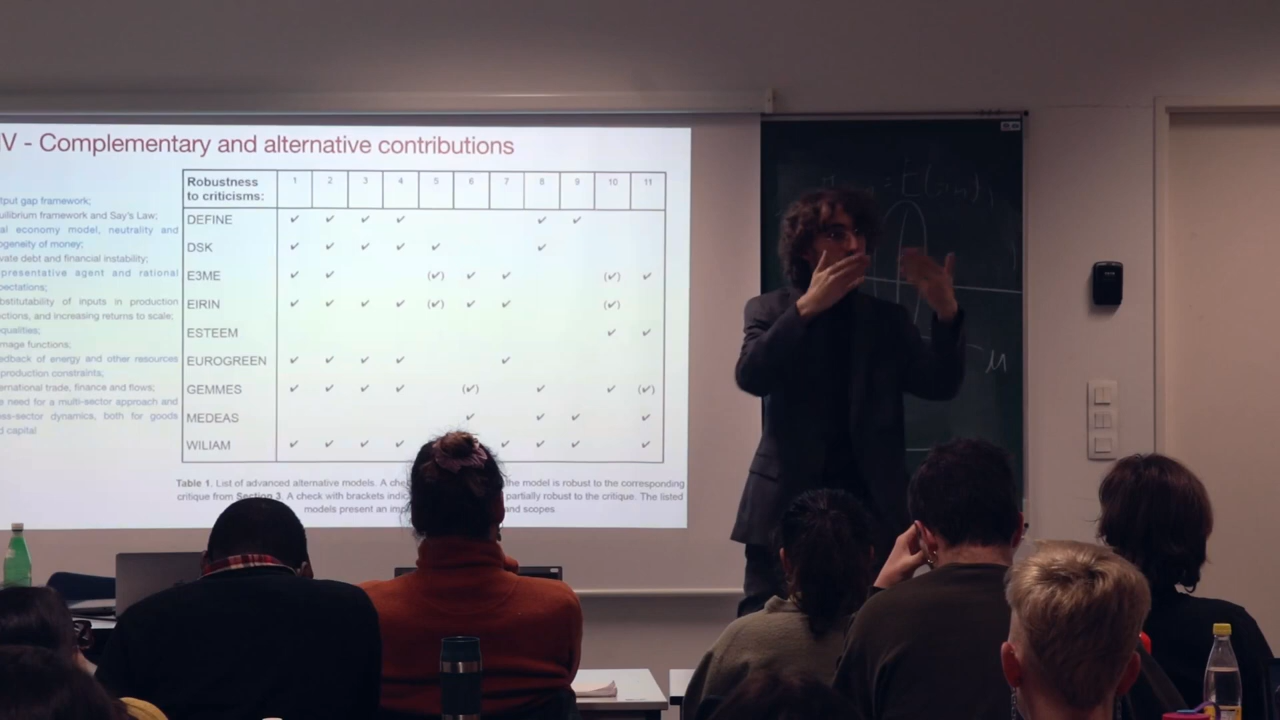 IV - Complementary and alternative contributions
tput gap framework;
uilibrium framework and Say's Law;
al economy model, neutrality and
ogeneity of money;
vate debt and financial instability;
presentative agent and rational
pectations;
bstitutability of inputs in production
ctions, and increasing returns to scale;
qualities;
mage functions;
edback of energy and other resources
production constraints,
ernational trade, finance and flows;
e need for a multi-sector approach and
ss-sector dynamics, both for goods
d capital
Robustness to criticisms: 1 2 3 4 5 6 7 8 9 10 11
DEFINE ✔ ✔ ✔ ✔ ✔ ✔
DSK ✔ ✔ ✔ ✔ ✔ ✔
E3ME ✔ ✔ (✔) ✔ ✔ (✔) ✔
EIRIN ✔ ✔ ✔ ✔ (✔) ✔ ✔ (✔)
ESTEEM ✔ ✔
EUROGREEN ✔ ✔ ✔ ✔ ✔
GEMMES ✔ ✔ ✔ ✔ (✔) ✔ ✔ (✔)
MEDEAS ✔ ✔ ✔ ✔
WILIAM ✔ ✔ ✔ ✔ ✔ ✔ ✔ ✔
Table 1. List of advanced alternative models. A che the model is robust to the corresponding
critique from Section 3. A check with brackets indic partially robust to the critique. The listed
models present an imp and scopes
μ